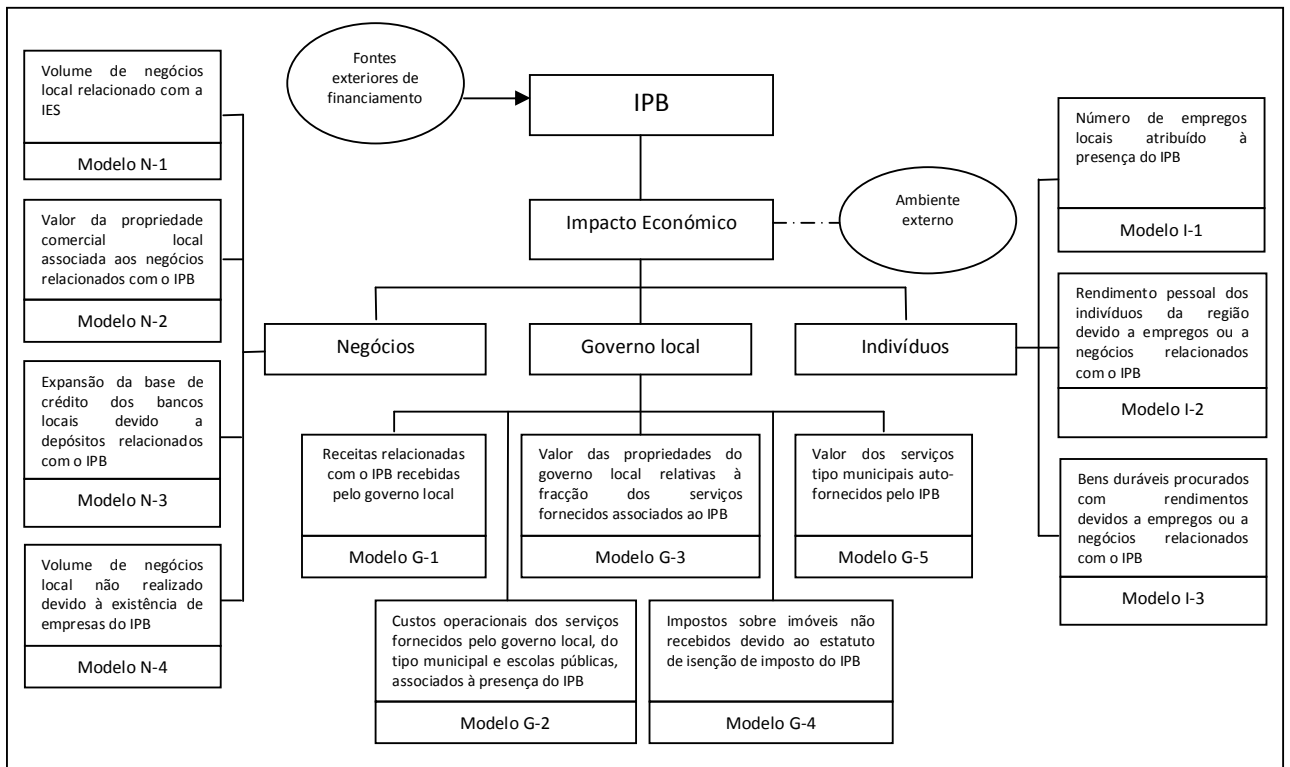 Fontes
exteriores de
financiamento
IPB
Impacto Económico
Ambiente
externo
Negócios
Governo local
Indivíduos
Volume de negócios
local relacionado com a
IES
Modelo N-1
Valor da propriedade
comercial local
associada aos negócios
relacionados com o IPB
Modelo N-2
Expansão da base de
crédito dos bancos
locais devido a
depósitos relacionados
com o IPB
Modelo N-3
Volume de negócios
local não realizado
devido à existência de
empresas do IPB
Modelo N-4
Receitas relacionadas
com o IPB recebidas
pelo governo local
Modelo G-1
Custos operacionais dos serviços
fornecidos pelo governo local, do
tipo municipal e escolas públicas,
associados à presença do IPB
Modelo G-2
Valor das propriedades do
governo local relativas à
fracção dos serviços
fornecidos associados ao IPB
Modelo G-3
Impostos sobre imóveis não
recebidos devido ao estatuto
de isenção de imposto do IPB
Modelo G-4
Valor dos serviços
tipo municipais auto-
fornecidos pelo IPB
Modelo G-5
Número de empregos
locais atribuído à
presença do IPB
Modelo I-1
Rendimento pessoal dos
indivíduos da região
devido a empregos ou a
negócios relacionados
com o IPB
Modelo I-2
Bens duráveis procurados
com rendimentos
devidos a empregos ou a
negócios relacionados
com o IPB
Modelo I-3